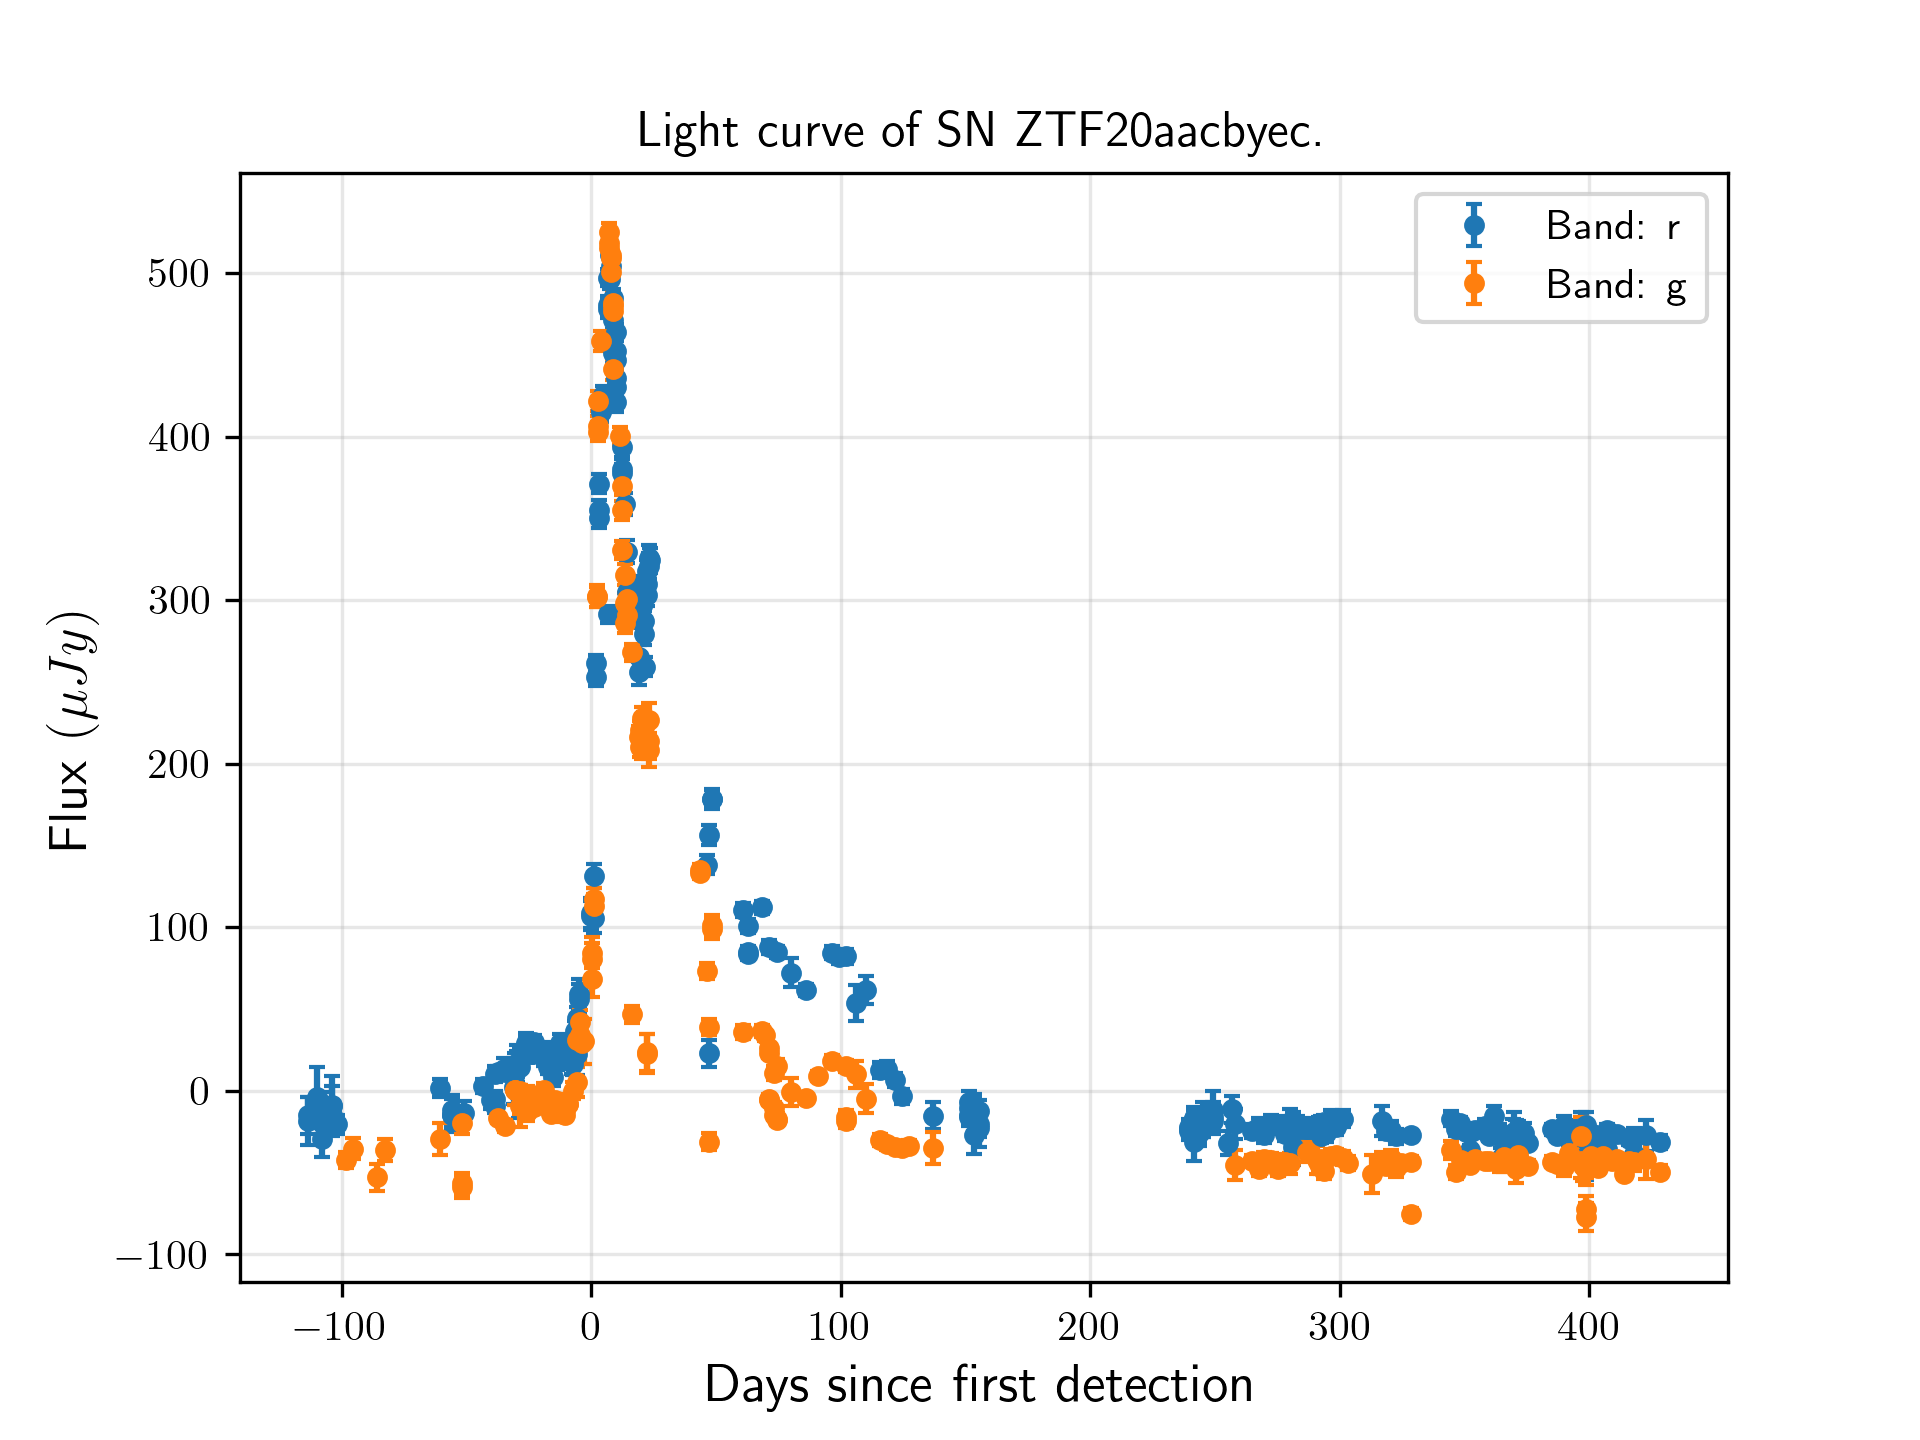 Light curve of SN ZTF20aacbyec.
Band: r
Band: g
500
400
300
200
100
0
−100
Flux (μJy)
−100 0 100 200 300 400
Days since first detection